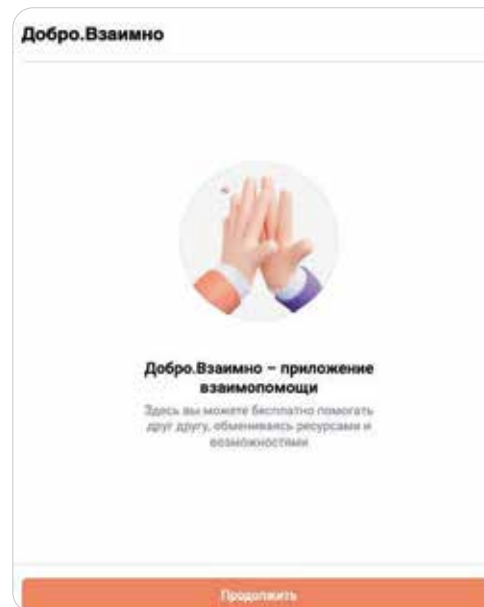 Добро.Взаимно
Добро.Взаимно – приложение
взаимопомощи
Здесь вы можете бесплатно помогать
друг другу, обмениваясь ресурсами и
возможностями
Продолжить